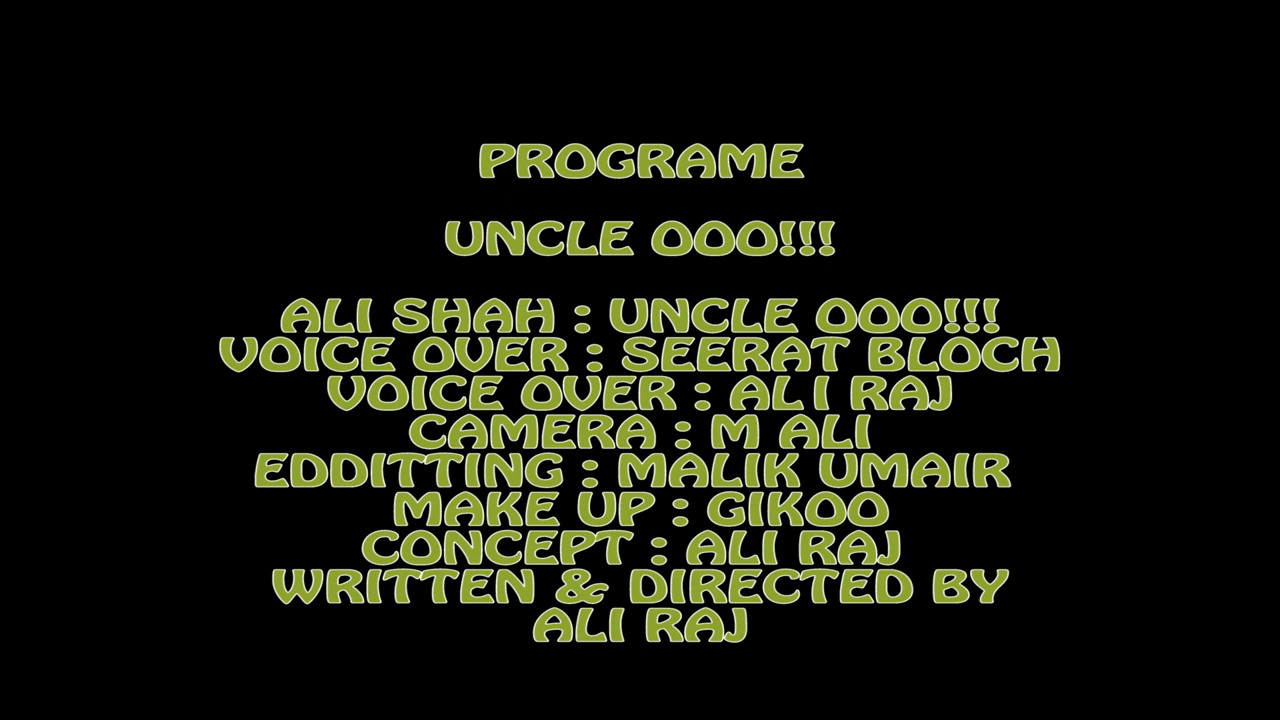 PROGRAME
UNCLE OOO!!!
ALI SHAH : UNCLE OOO!!!
VOICE OVER : SEERAT BLOCH
VOICE OVER : ALI RAJ
CAMERA : M ALI
EDDITTING : MALIK UMAIR
MAKE UP : GIKOO
CONCEPT : ALI RAJ
WRITTEN & DIRECTED BY
ALI RAJ